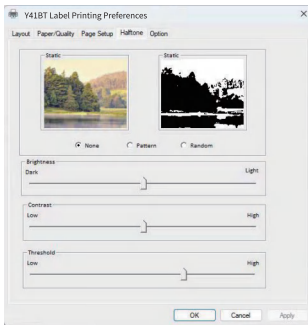 Y41BT Label Printing Preferences
Layout Paper/Quality Page Setup Halftone Option
Static Static
None Pattern Random
Brightness
Dark Light
Contrast
Low High
Threshold
Low High
OK Cancel Apply